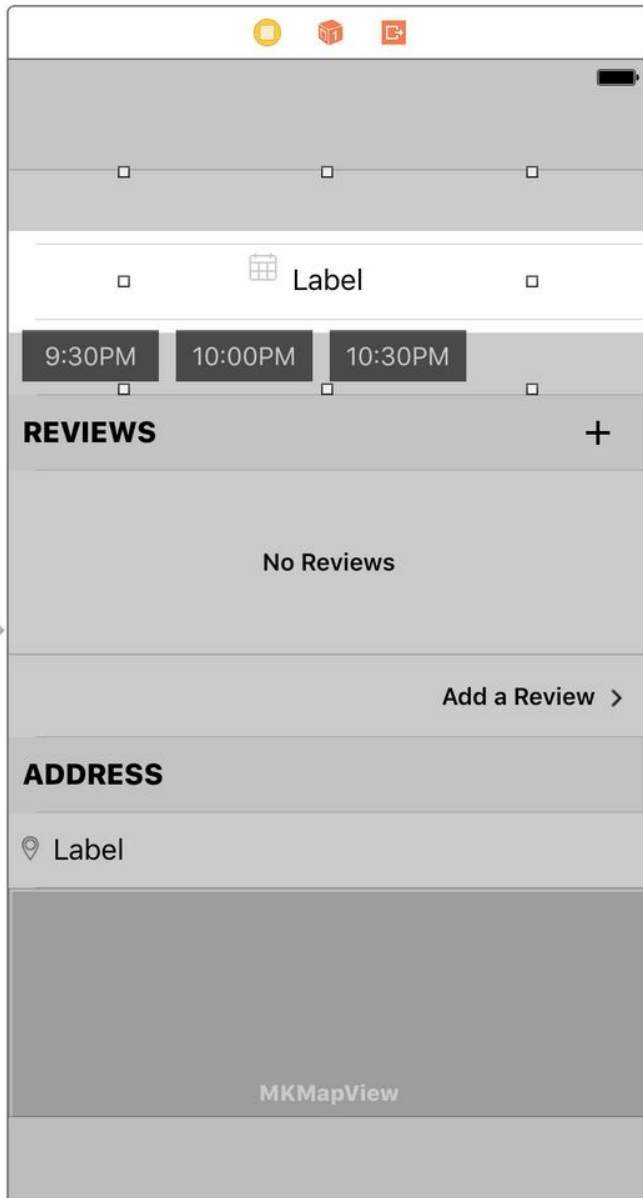 Label
9:30PM 10:00PM 10:30PM
REVIEWS +
No Reviews
Add a Review >
ADDRESS
Label
MKMapView